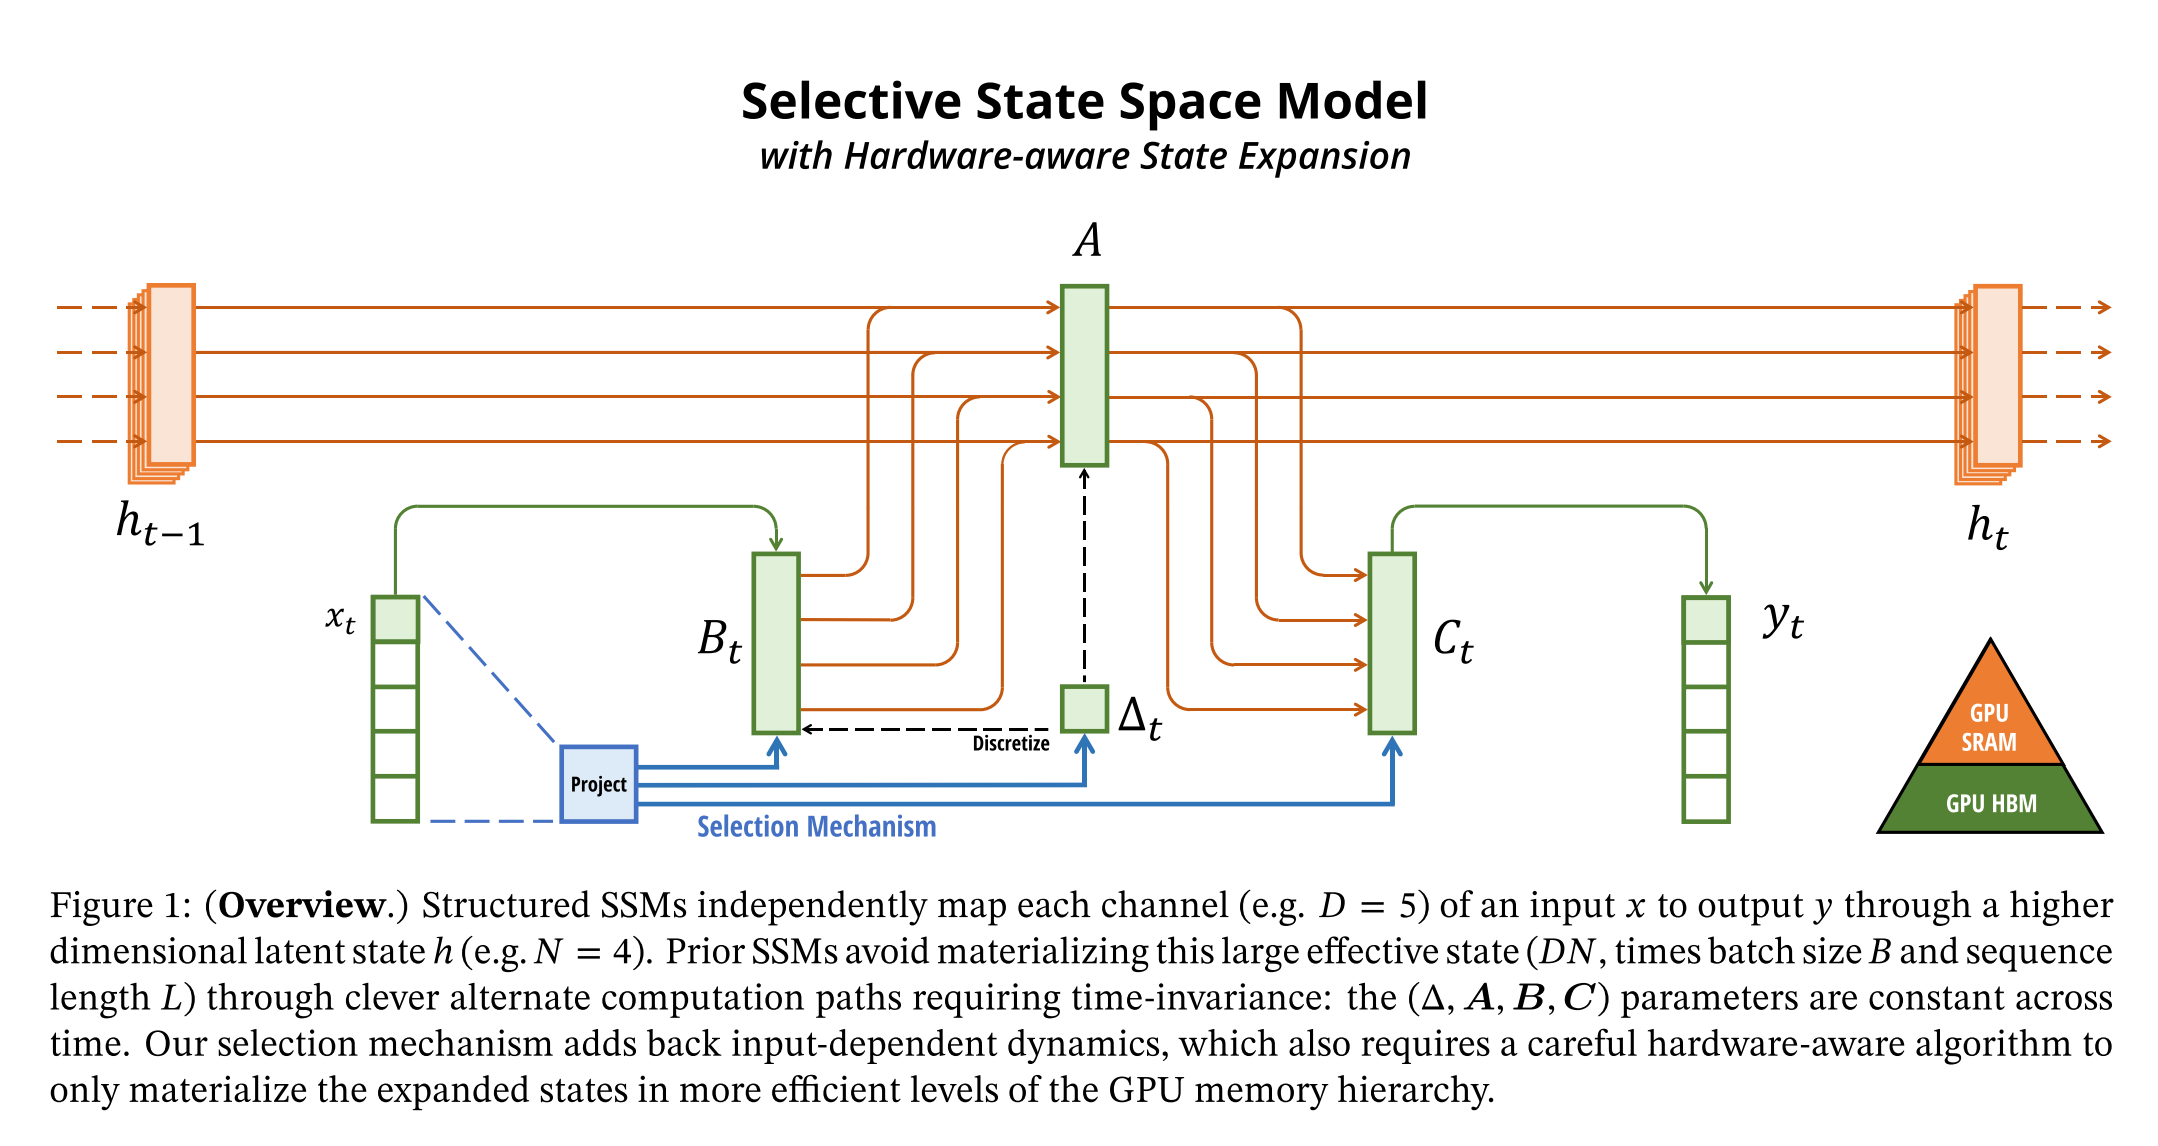 Selective State Space Model
with Hardware-aware State Expansion
A
h_{t−1}
h_t
x_t
B_t
C_t
y_t
Δ_t
Discretize
Project
Selection Mechanism
GPU
SRAM
GPU HBM
Figure 1: (Overview.) Structured SSMs independently map each channel (e.g. D = 5) of an input x to output y through a higher
dimensional latent state h (e.g. N = 4). Prior SSMs avoid materializing this large effective state (DN, times batch size B and sequence
length L) through clever alternate computation paths requiring time-invariance: the (Δ, A, B, C) parameters are constant across
time. Our selection mechanism adds back input-dependent dynamics, which also requires a careful hardware-aware algorithm to
only materialize the expanded states in more efficient levels of the GPU memory hierarchy.